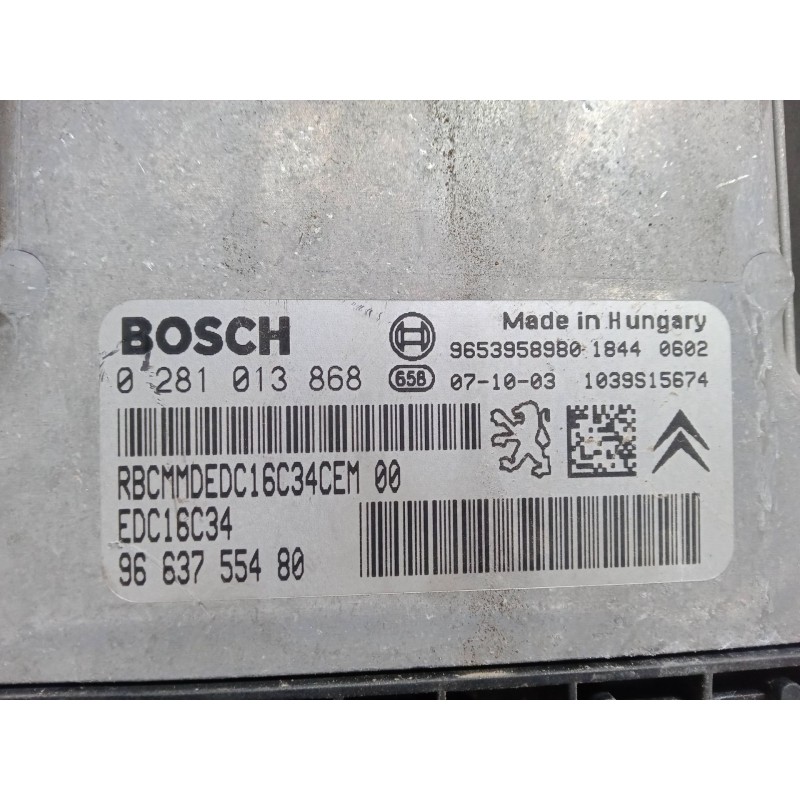 BOSCH
Made in Hungary
9653958980 1844 0602
0 281 013 868
658
07-10-03 1039S15674
RBCMMDEDC16C34CEM 00
EDC16C34
96 637 554 80